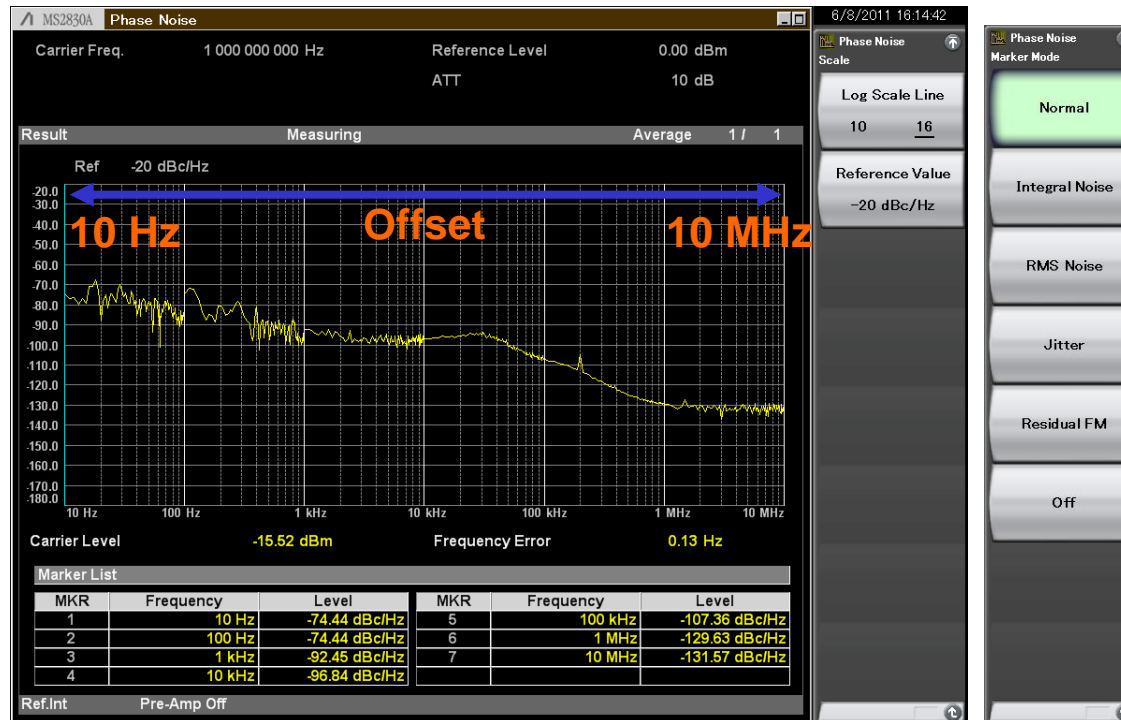 MS2830A Phase Noise
6/8/2011 16:14:42
Carrier Freq. 1 000 000 000 Hz Reference Level 0.00 dBm
ATT 10 dB
Result Measuring Average 1 / 1
Ref -20 dBc/Hz
-20.0
-30.0
-40.0
-50.0
-60.0
-70.0
-80.0
-90.0
-100.0
-110.0
-120.0
-130.0
-140.0
-150.0
-160.0
-170.0
-180.0
10 Hz Offset 10 MHz
10 Hz 100 Hz 1 kHz 10 kHz 100 kHz 1 MHz 10 MHz
Carrier Level -15.52 dBm Frequency Error 0.13 Hz
Marker List
MKR Frequency Level MKR Frequency Level
1 10 Hz -74.44 dBc/Hz 5 100 kHz -107.36 dBc/Hz
2 100 Hz -74.44 dBc/Hz 6 1 MHz -129.63 dBc/Hz
3 1 kHz -92.45 dBc/Hz 7 10 MHz -131.57 dBc/Hz
4 10 kHz -96.84 dBc/Hz
Ref.Int Pre-Amp Off
Phase Noise
Scale
Log Scale Line
10 16
Reference Value
-20 dBc/Hz
Phase Noise
Marker Mode
Normal
Integral Noise
RMS Noise
Jitter
Residual FM
Off